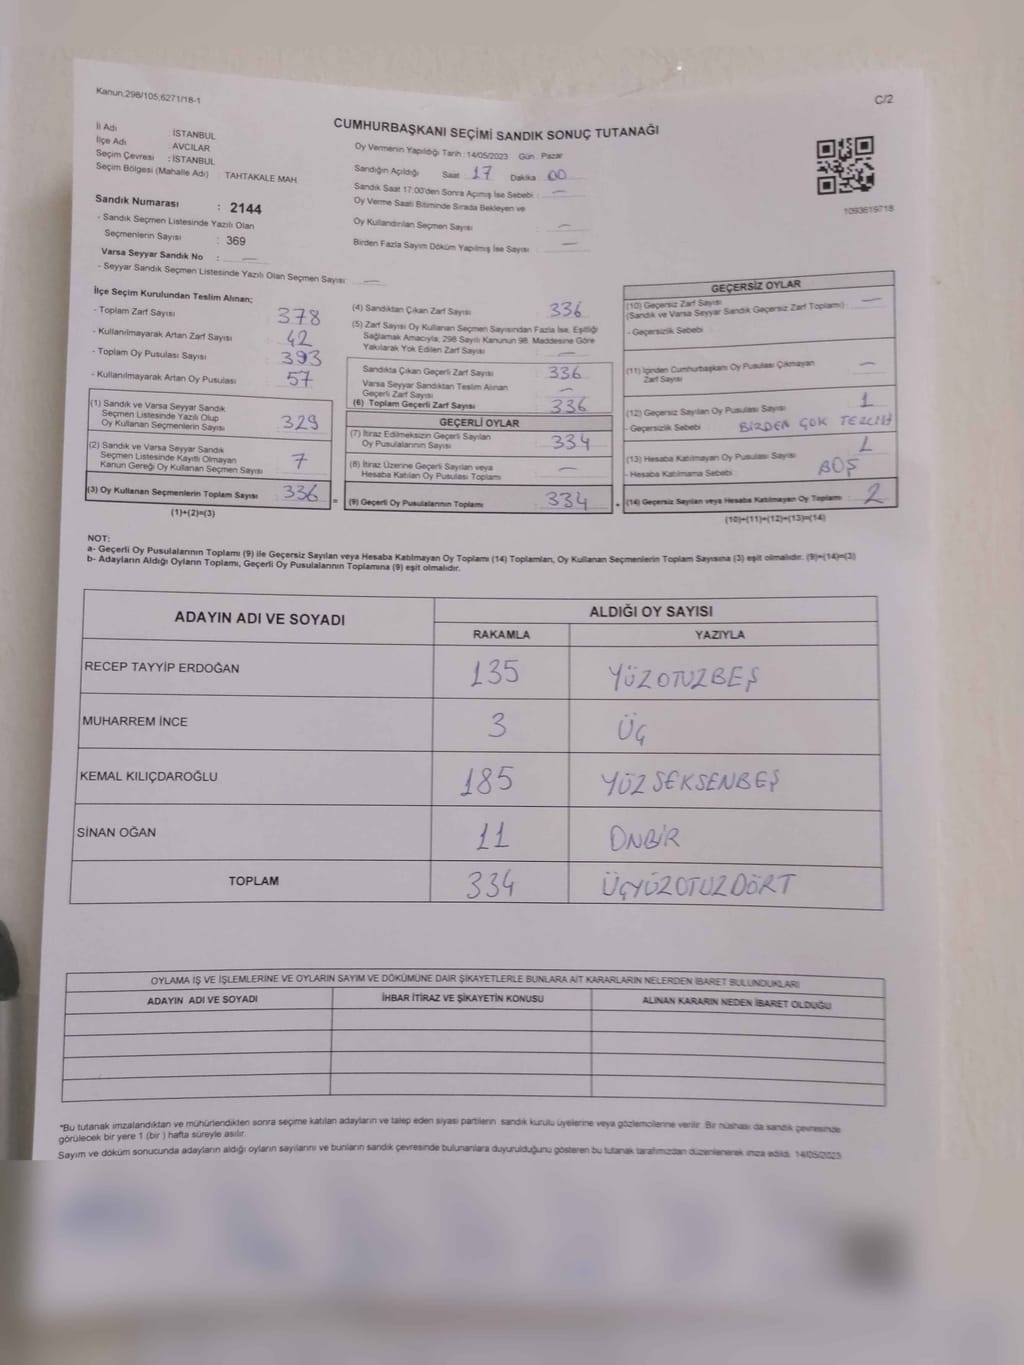 Kanun:298/105;6271/18-1
C/2
CUMHURBAŞKANI SEÇİMİ SANDIK SONUÇ TUTANAĞI
İl Adı : İSTANBUL
İlçe Adı : AVCILAR
Seçim Çevresi : İSTANBUL
Seçim Bölgesi (Mahalle Adı) : TAHTAKALE MAH.
Oy Vermenin Yapıldığı Tarih :14/05/2023 Gün : Pazar
Sandığın Açıldığı Saat : 17 Dakika : 00
Sandık Saat 17:00'den Sonra Açımış İse Sebebi : —
Oy Verme Saati Bitiminde Sırada Bekleyen ve
Oy Kullandırılan Seçmen Sayısı : —
Birden Fazla Sayım Döküm Yapılmış İse Sayısı : —
1093619718
Sandık Numarası : 2144
- Sandık Seçmen Listesinde Yazılı Olan
Seçmenlerin Sayısı : 369
Varsa Seyyar Sandık No : —
- Seyyar Sandık Seçmen Listesinde Yazılı Olan Seçmen Sayısı: —
İlçe Seçim Kurulundan Teslim Alınan;
- Toplam Zarf Sayısı : 378
- Kullanılmayarak Artan Zarf Sayısı : 42
- Toplam Oy Pusulası Sayısı : 393
- Kullanılmayarak Artan Oy Pusulası : 57
(1) Sandık ve Varsa Seyyar Sandık
Seçmen Listesinde Yazılı Olup
Oy Kullanan Seçmenlerin Sayısı : 329
(2) Sandık ve Varsa Seyyar Sandık
Seçmen Listesinde Kayıtlı Olmayan
Kanun Gereği Oy Kullanan Seçmen Sayısı : 7
(3) Oy Kullanan Seçmenlerin Toplam Sayısı : 336
(1)+(2)=(3)
(4) Sandıktan Çıkan Zarf Sayısı : 336
(5) Zarf Sayısı Oy Kullanan Seçmen Sayısından Fazla İse, Eşitliği
Sağlamak Amacıyla; 298 Sayılı Kanunun 98. Maddesine Göre
Yakılarak Yok Edilen Zarf Sayısı : —
Sandıkta Çıkan Geçerli Zarf Sayısı : 336
Varsa Seyyar Sandıktan Teslim Alınan
Geçerli Zarf Sayısı : —
(6) Toplam Geçerli Zarf Sayısı : 336
GEÇERLİ OYLAR
(7) İtiraz Edilmeksizin Geçerli Sayılan
Oy Pusulalarının Sayısı : 334
(8) İtiraz Üzerine Geçerli Sayılan veya
Hesaba Katılan Oy Pusulası Toplamı : —
= (9) Geçerli Oy Pusulalarının Toplamı : 334
GEÇERSİZ OYLAR
(10) Geçersiz Zarf Sayısı
(Sandık ve Varsa Seyyar Sandık Geçersiz Zarf Toplamı) : —
- Geçersizlik Sebebi :
(11) İçinden Cumhurbaşkanı Oy Pusulası Çıkmayan
Zarf Sayısı : —
(12) Geçersiz Sayılan Oy Pusulası Sayısı : 1
- Geçersizlik Sebebi : BİRDEN ÇOK TERCİH
(13) Hesaba Katılmayan Oy Pusulası Sayısı : 1
- Hesaba Katılmama Sebebi : BOŞ
+ (14) Geçersiz Sayılan veya Hesaba Katılmayan Oy Toplamı : 2
(10)+(11)+(12)+(13)=(14)
NOT:
a- Geçerli Oy Pusulalarının Toplamı (9) ile Geçersiz Sayılan veya Hesaba Katılmayan Oy Toplamı (14) Toplamları, Oy Kullanan Seçmenlerin Toplam Sayısına (3) eşit olmalıdır. (9)+(14)=(3)
b- Adayların Aldığı Oyların Toplamı, Geçerli Oy Pusulalarının Toplamına (9) eşit olmalıdır.
ADAYIN ADI VE SOYADI ALDIĞI OY SAYISI
RAKAMLA YAZIYLA
RECEP TAYYİP ERDOĞAN 135 YÜZOTUZBEŞ
MUHARREM İNCE 3 ÜÇ
KEMAL KILIÇDAROĞLU 185 YÜZSEKSENBEŞ
SİNAN OĞAN 11 ONBİR
TOPLAM 334 ÜÇYÜZOTUZDÖRT
OYLAMA İŞ VE İŞLEMLERİNE VE OYLARIN SAYIM VE DÖKÜMÜNE DAİR ŞİKAYETLERLE BUNLARA AİT KARARLARIN NELERDEN İBARET BULUNDUKLARI
ADAYIN ADI VE SOYADI İHBAR İTİRAZ VE ŞİKAYETİN KONUSU ALINAN KARARIN NEDEN İBARET OLDUĞU
*Bu tutanak imzalandıktan ve mühürlendikten sonra seçime katılan adayların ve talep eden siyasi partilerin sandık kurulu üyelerine veya gözlemcilerine verilir. Bir nüshası da sandık çevresinde
görülecek bir yere 1 (bir ) hafta süreyle asılır.
Sayım ve döküm sonucunda adayların aldığı oyların sayılarını ve bunların sandık çevresinde bulunanlara duyurulduğunu gösteren bu tutanak tarafımızdan düzenlenerek imza edildi. 14/05/2023